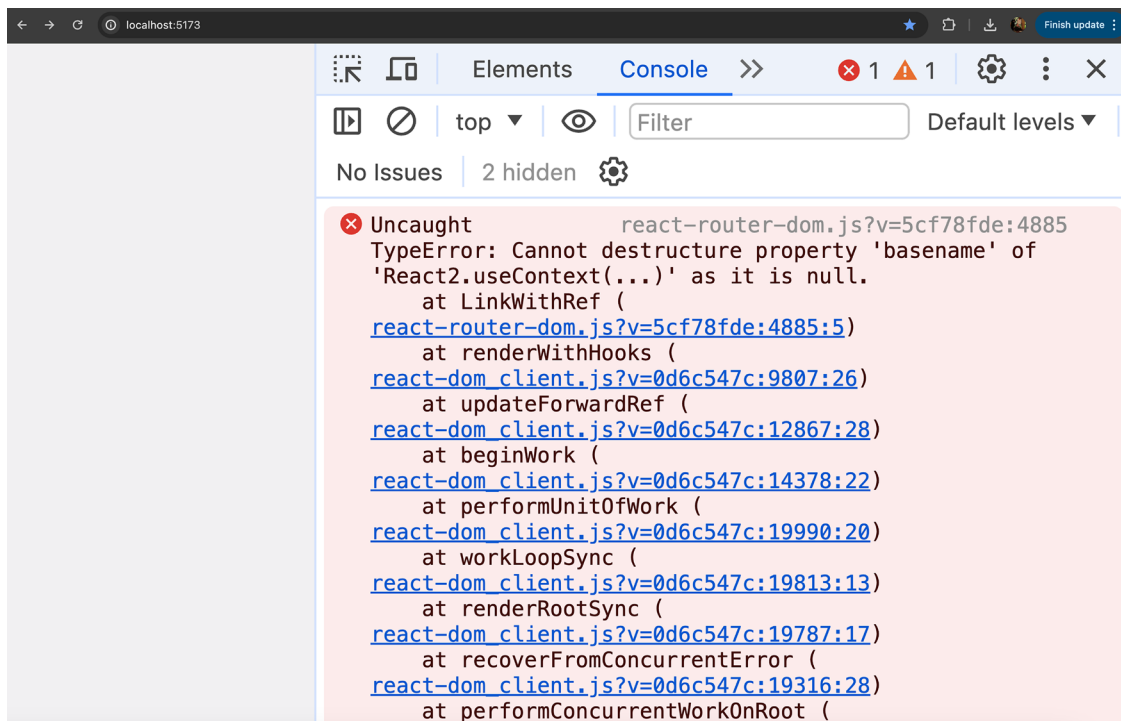 localhost:5173
Finish update
Elements
Console
1
1
top
Filter
Default levels
No Issues
2 hidden
Uncaught react-router-dom.js?v=5cf78fde:4885
TypeError: Cannot destructure property 'basename' of
'React2.useContext(...)' as it is null.
at LinkWithRef (
react-router-dom.js?v=5cf78fde:4885:5)
at renderWithHooks (
react-dom_client.js?v=0d6c547c:9807:26)
at updateForwardRef (
react-dom_client.js?v=0d6c547c:12867:28)
at beginWork (
react-dom_client.js?v=0d6c547c:14378:22)
at performUnitOfWork (
react-dom_client.js?v=0d6c547c:19990:20)
at workLoopSync (
react-dom_client.js?v=0d6c547c:19813:13)
at renderRootSync (
react-dom_client.js?v=0d6c547c:19787:17)
at recoverFromConcurrentError (
react-dom_client.js?v=0d6c547c:19316:28)
at performConcurrentWorkOnRoot (